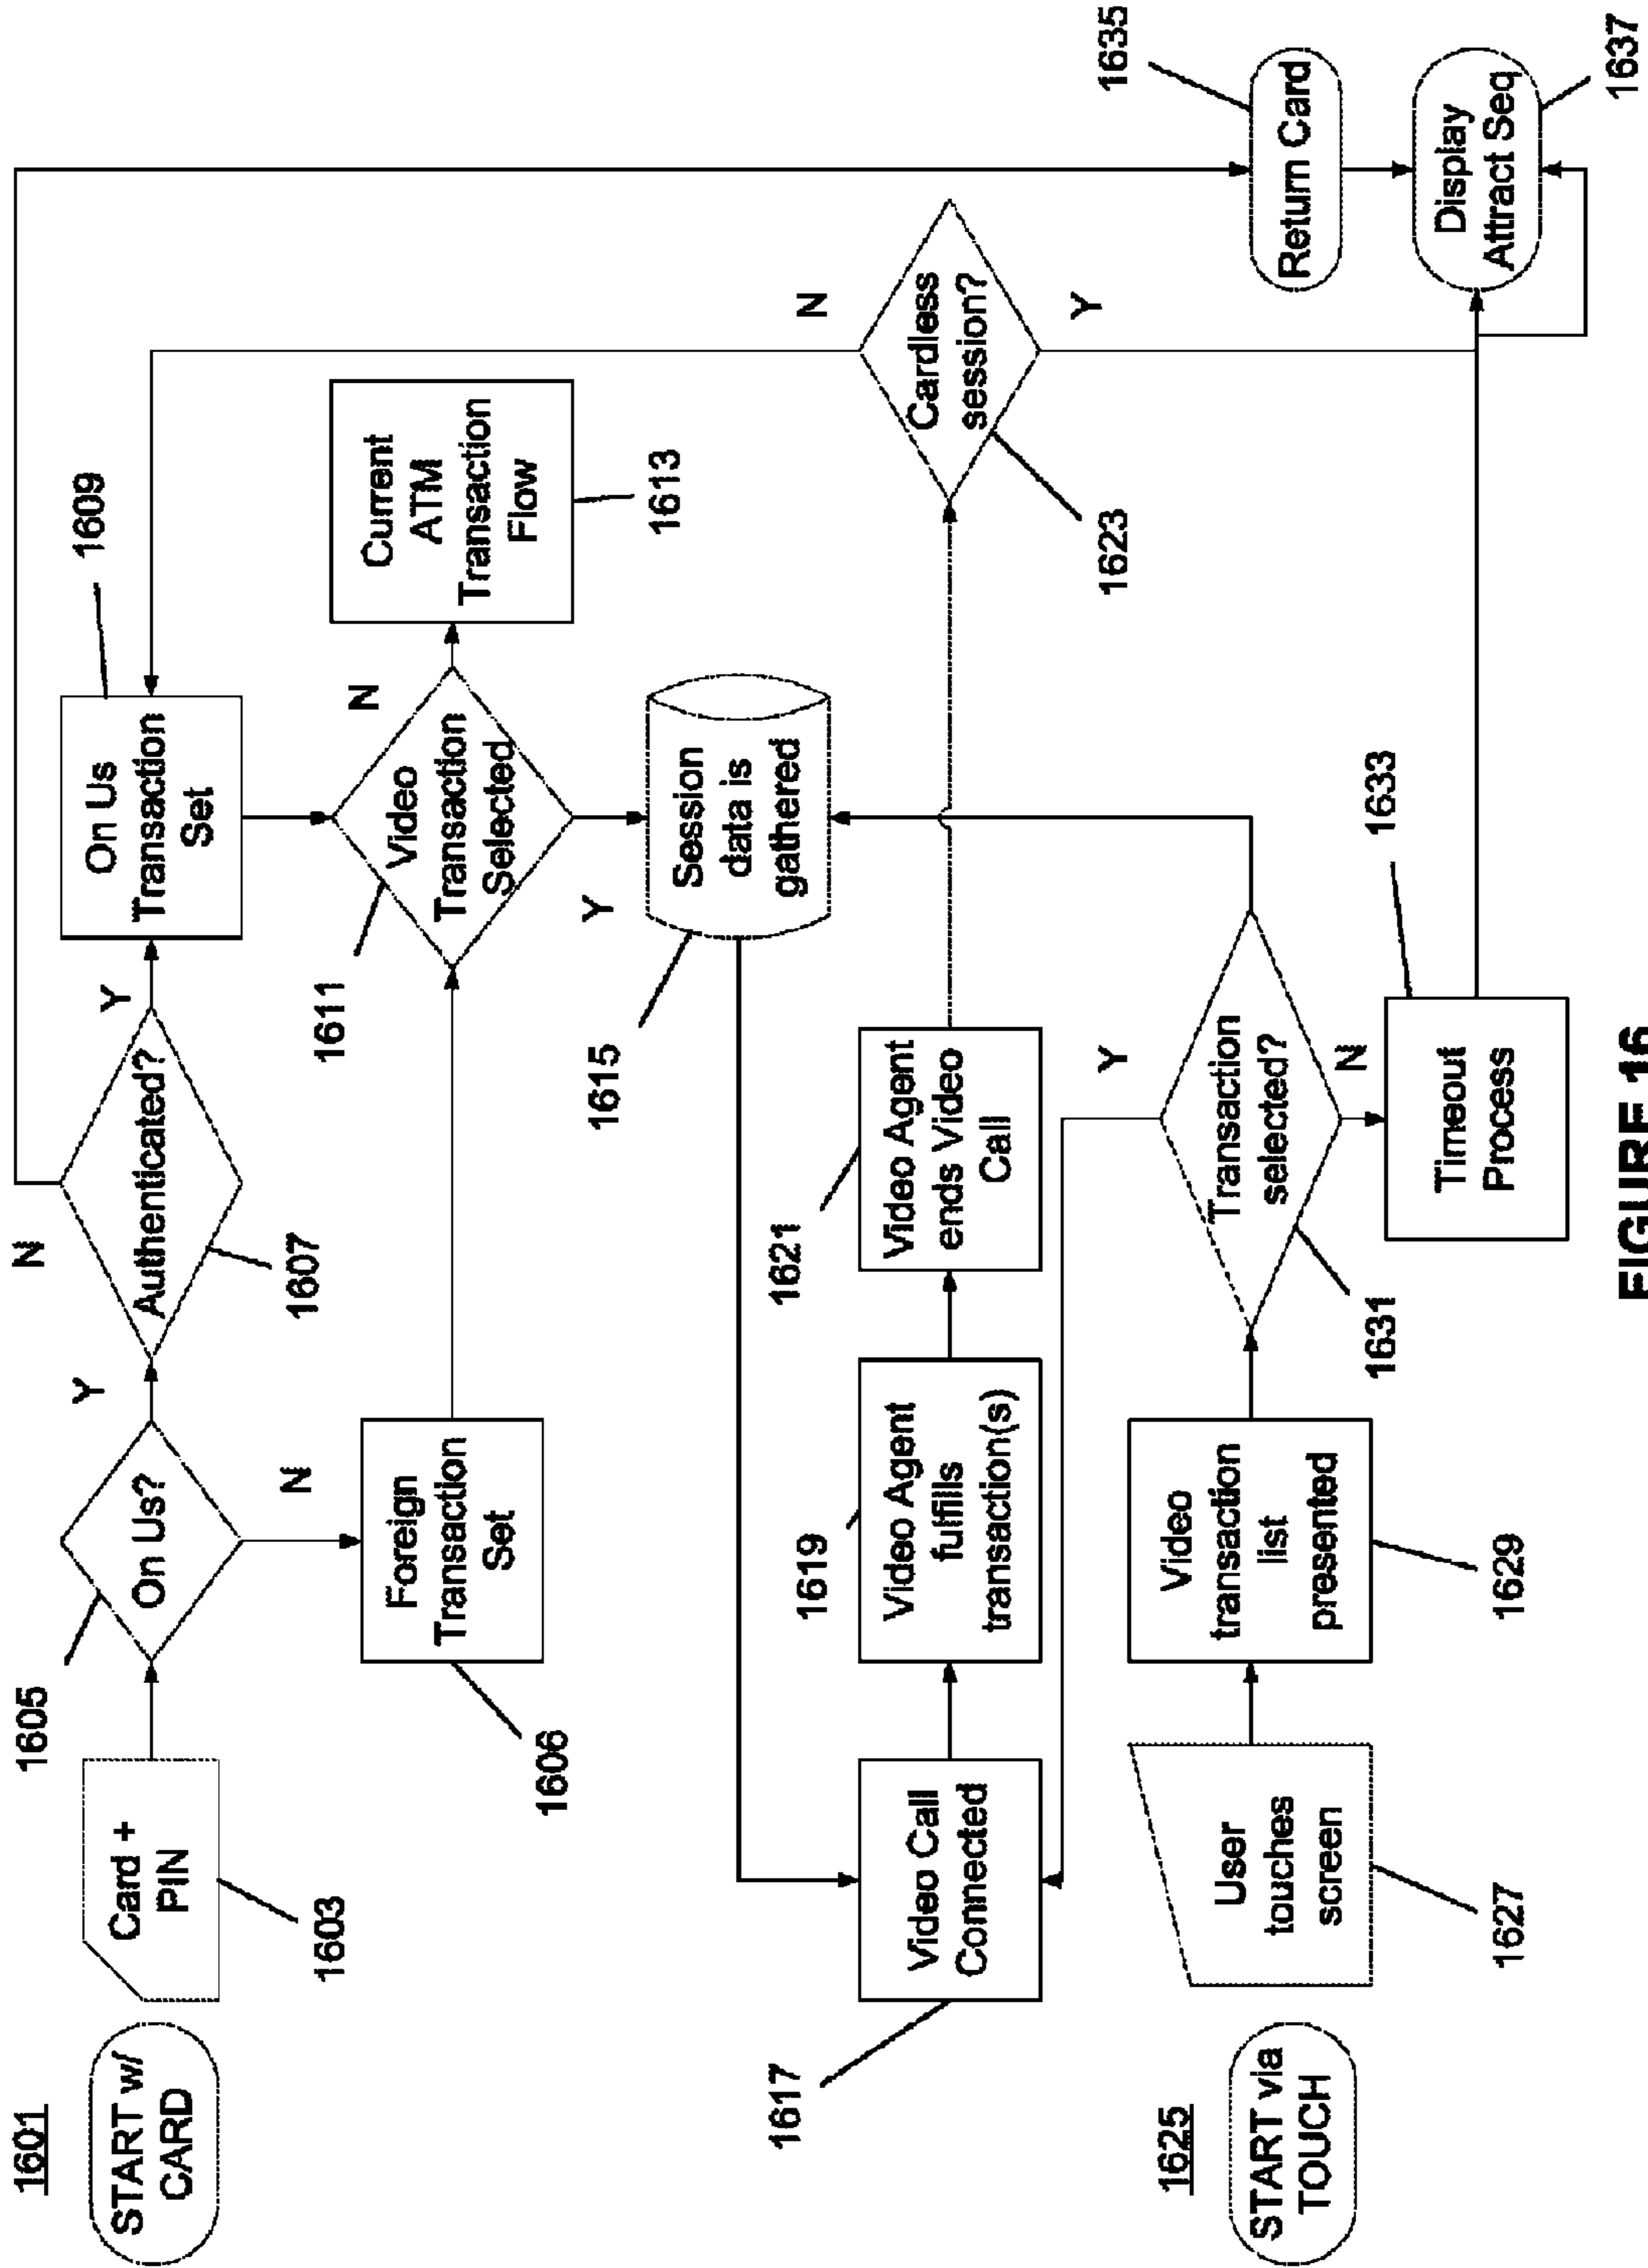 1601
START w/
CARD
Card +
PIN
1603
1605
On Us?
Y
N
Foreign
Transaction
Set
1606
N
Authenticated?
1607
Y
On Us
Transaction
Set
1609
Video
Transaction
Selected
1611
N
Y
Current
ATM
Transaction
Flow
1613
Session
data is
gathered
1615
Video Call
Connected
1617
1619
Video Agent
fulfills
transaction(s)
1621
Video Agent
ends Video
Call
Cardless
session?
1623
N
Y
1625
START via
TOUCH
User
touches
screen
1627
Video
transaction
list
presented
1629
Transaction
selected?
1631
Y
N
Timeout
Process
1633
Return Card
1635
Display
Attract Seq
1637
FIGURE 16